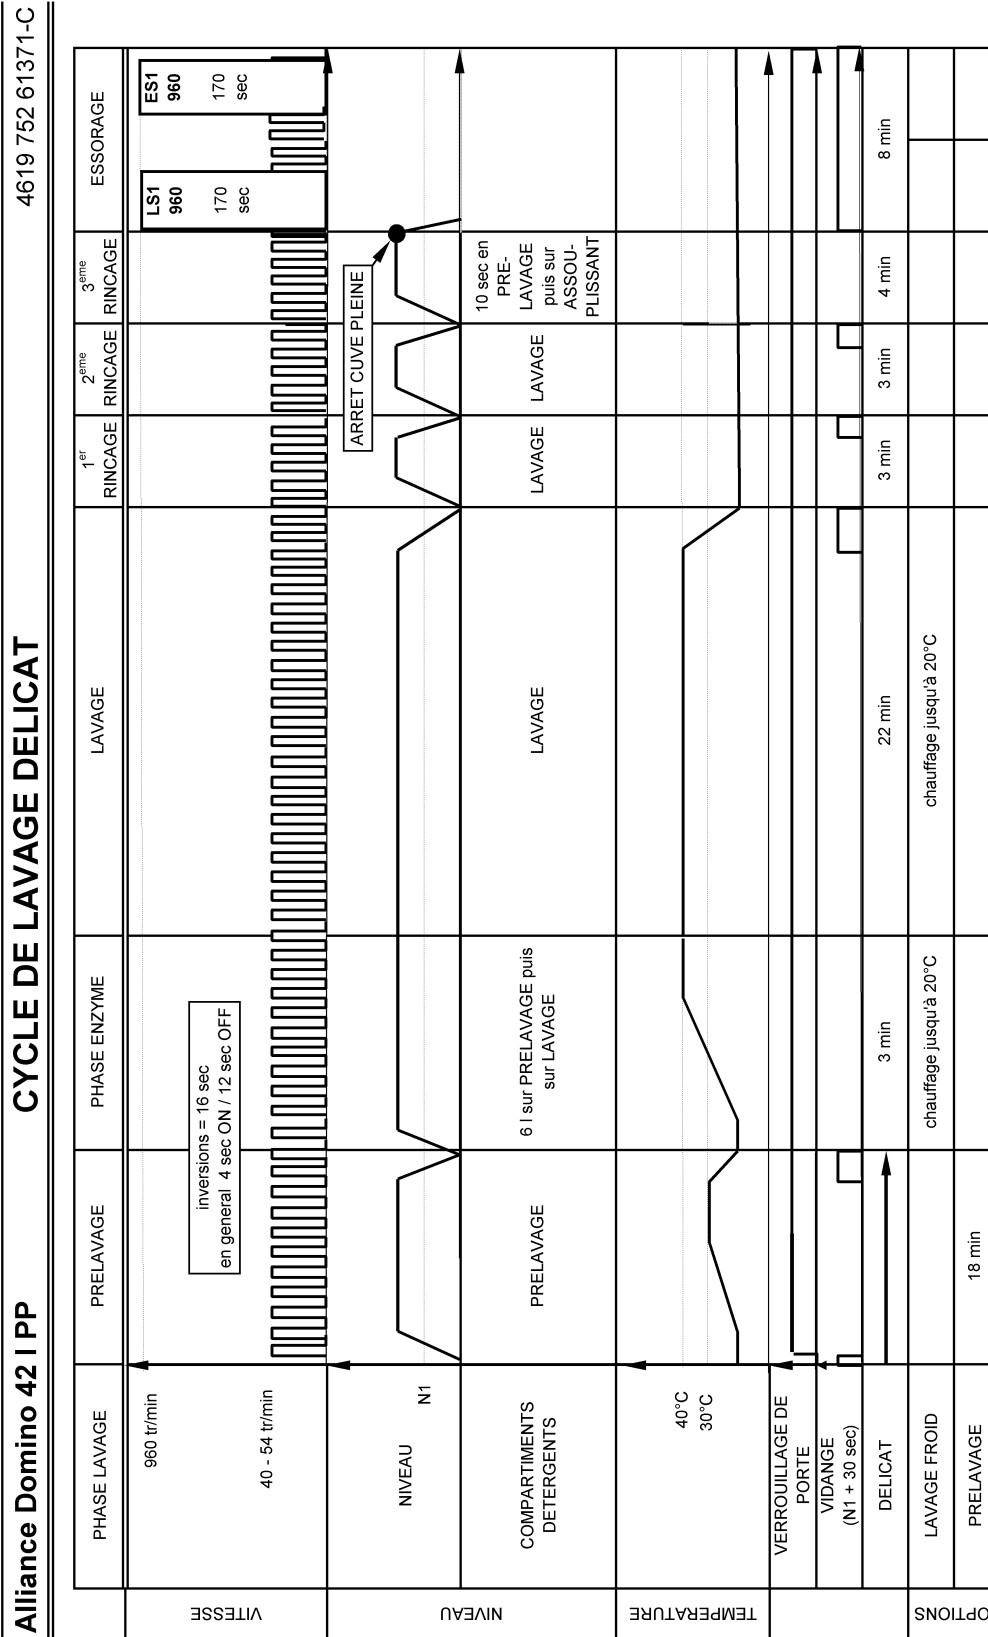 Alliance Domino 42 l PP CYCLE DE LAVAGE DELICAT 4619 752 61371-C
PHASE LAVAGE PRELAVAGE PHASE ENZYME LAVAGE 1er RINCAGE 2eme RINCAGE 3eme RINCAGE ESSORAGE
VITESSE
960 tr/min
40 - 54 tr/min
inversions = 16 sec
en general 4 sec ON / 12 sec OFF
LS1
960
170
sec
ES1
960
170
sec
NIVEAU
NIVEAU
N1
ARRET CUVE PLEINE
COMPARTIMENTS
DETERGENTS
PRELAVAGE
6 l sur PRELAVAGE puis
sur LAVAGE
LAVAGE
LAVAGE
LAVAGE
10 sec en
PRE-
LAVAGE
puis sur
ASSOU-
PLISSANT
TEMPERATURE
40°C
30°C
VERROUILLAGE DE
PORTE
VIDANGE
(N1 + 30 sec)
DELICAT 3 min 22 min 3 min 3 min 4 min 8 min
OPTIONS
LAVAGE FROID chauffage jusqu'à 20°C chauffage jusqu'à 20°C
PRELAVAGE 18 min